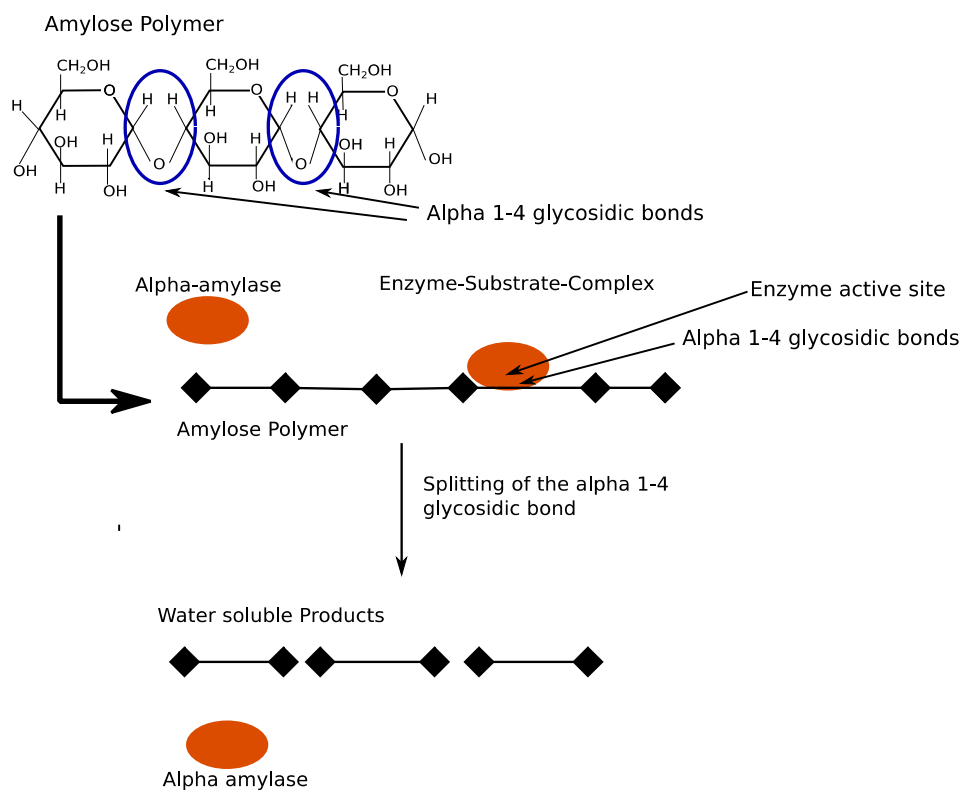 Amylose Polymer
CH2OH CH2OH CH2OH
O O O
H H H H H H
H H H
OH H OH H H
OH O OH O OH
OH
H OH H OH H OH
Alpha 1-4 glycosidic bonds
Alpha-amylase
Enzyme-Substrate-Complex
Enzyme active site
Alpha 1-4 glycosidic bonds
Amylose Polymer
Splitting of the alpha 1-4
glycosidic bond
Water soluble Products
Alpha amylase